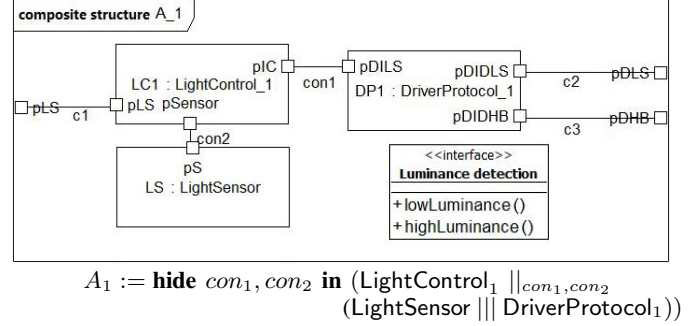 composite structure A_1
pIC
con1
pDILS
pDIDLS
c2
pDLS
LC1 : LightControl_1
DP1 : DriverProtocol_1
pLS
c1
pLS pSensor
pDIDHB
c3
pDHB
con2
pS
LS : LightSensor
<<interface>>
Luminance detection
+lowLuminance()
+highLuminance()
A₁ := hide con₁, con₂ in (LightControl₁ ||con₁,con₂
(LightSensor ||| DriverProtocol₁))